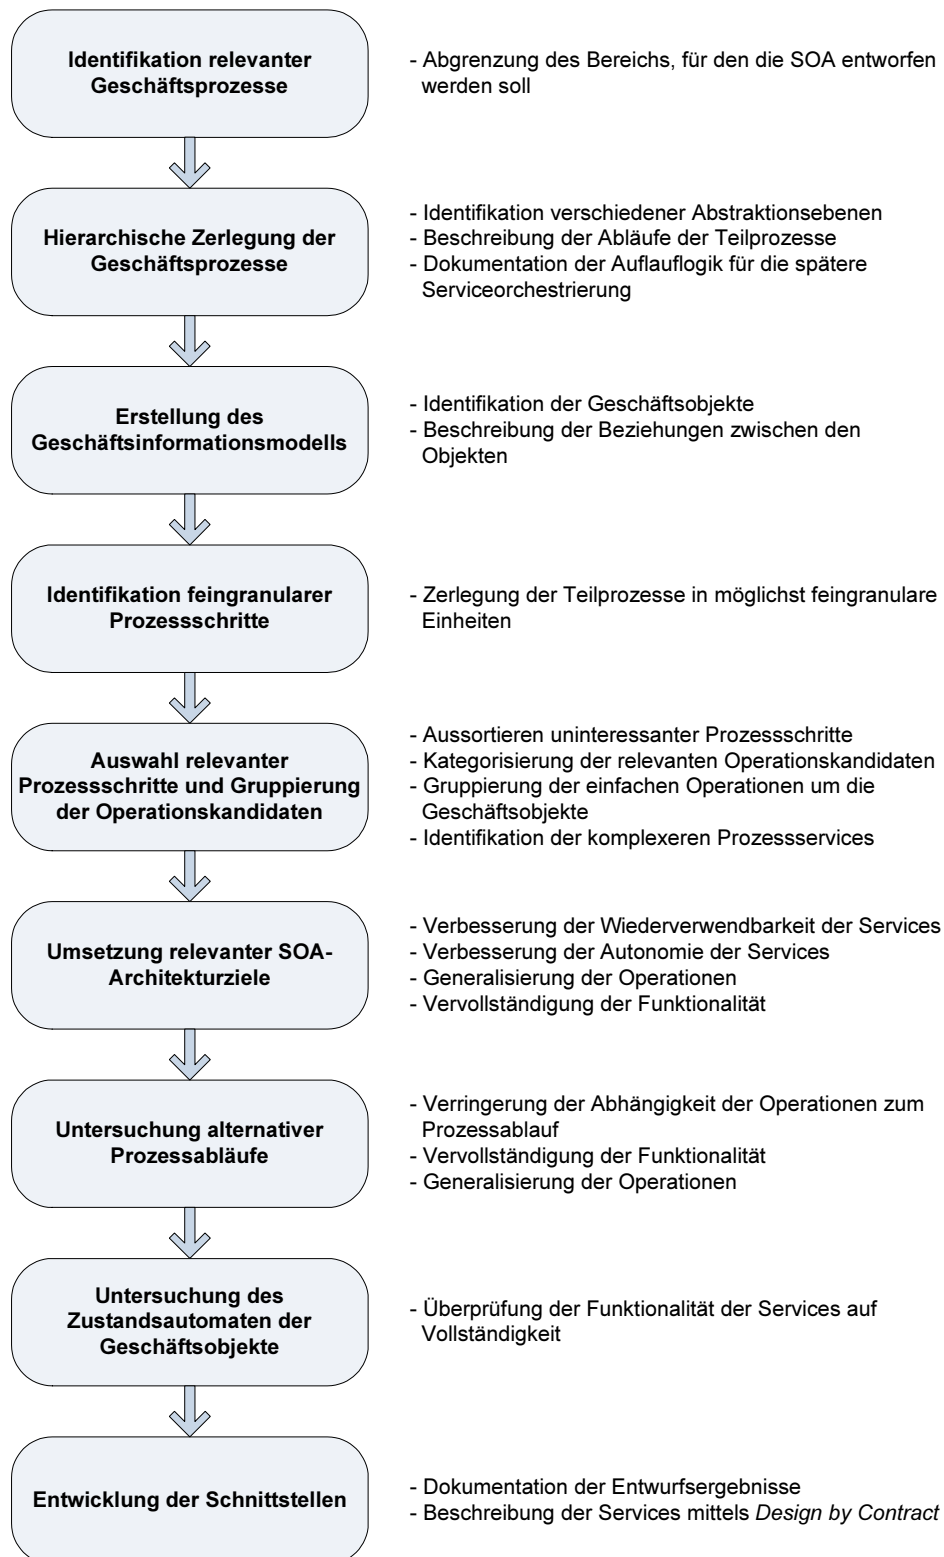 Identifikation relevanter
Geschäftsprozesse
- Abgrenzung des Bereichs, für den die SOA entworfen
werden soll
Hierarchische Zerlegung der
Geschäftsprozesse
- Identifikation verschiedener Abstraktionsebenen
- Beschreibung der Abläufe der Teilprozesse
- Dokumentation der Auflauflogik für die spätere
Serviceorchestrierung
Erstellung des
Geschäftsinformationsmodells
- Identifikation der Geschäftsobjekte
- Beschreibung der Beziehungen zwischen den
Objekten
Identifikation feingranularer
Prozessschritte
- Zerlegung der Teilprozesse in möglichst feingranulare
Einheiten
Auswahl relevanter
Prozessschritte und Gruppierung
der Operationskandidaten
- Aussortieren uninteressanter Prozessschritte
- Kategorisierung der relevanten Operationskandidaten
- Gruppierung der einfachen Operationen um die
Geschäftsobjekte
- Identifikation der komplexeren Prozessservices
Umsetzung relevanter SOA-
Architekturziele
- Verbesserung der Wiederverwendbarkeit der Services
- Verbesserung der Autonomie der Services
- Generalisierung der Operationen
- Vervollständigung der Funktionalität
Untersuchung alternativer
Prozessabläufe
- Verringerung der Abhängigkeit der Operationen zum
Prozessablauf
- Vervollständigung der Funktionalität
- Generalisierung der Operationen
Untersuchung des
Zustandsautomaten der
Geschäftsobjekte
- Überprüfung der Funktionalität der Services auf
Vollständigkeit
Entwicklung der Schnittstellen
- Dokumentation der Entwurfsergebnisse
- Beschreibung der Services mittels Design by Contract